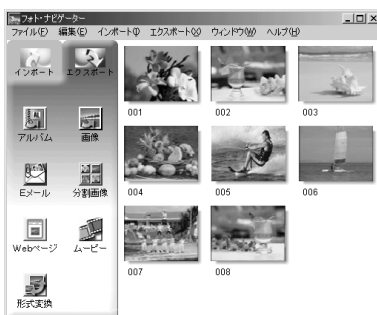 フォト・ナビゲーター
ファイル(F) 編集(E) インポート(I) エクスポート(X) ウィンドウ(W) ヘルプ(H)
インポート エクスポート
アルバム 画像
Eメール 分割画像
Webページ ムービー
形式変換
001 002 003
004 005 006
007 008